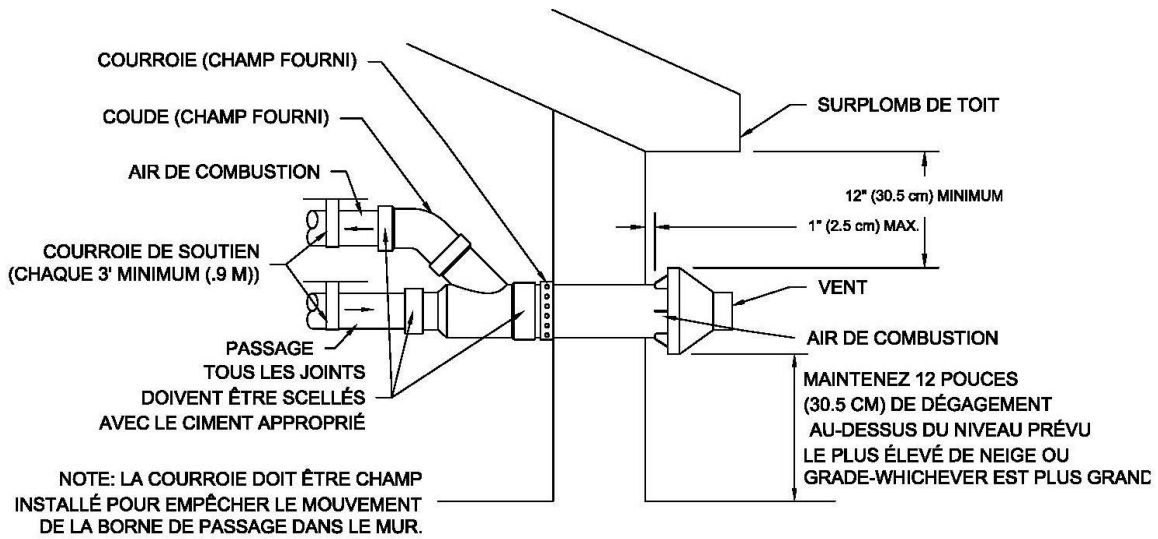 COURROIE (CHAMP FOURNI)
COUDE (CHAMP FOURNI)
AIR DE COMBUSTION
COURROIE DE SOUTIEN
(CHAQUE 3' MINIMUM (.9 M))
PASSAGE
TOUS LES JOINTS
DOIVENT ÊTRE SCELLÉS
AVEC LE CIMENT APPROPRIÉ
NOTE: LA COURROIE DOIT ÊTRE CHAMP
INSTALLÉ POUR EMPÊCHER LE MOUVEMENT
DE LA BORNE DE PASSAGE DANS LE MUR.
SURPLOMB DE TOIT
12" (30.5 cm) MINIMUM
1" (2.5 cm) MAX.
VENT
AIR DE COMBUSTION
MAINTENEZ 12 POUCES
(30.5 CM) DE DÉGAGEMENT
AU-DESSUS DU NIVEAU PRÉVU
LE PLUS ÉLEVÉ DE NEIGE OU
GRADE-WHICHEVER EST PLUS GRAND